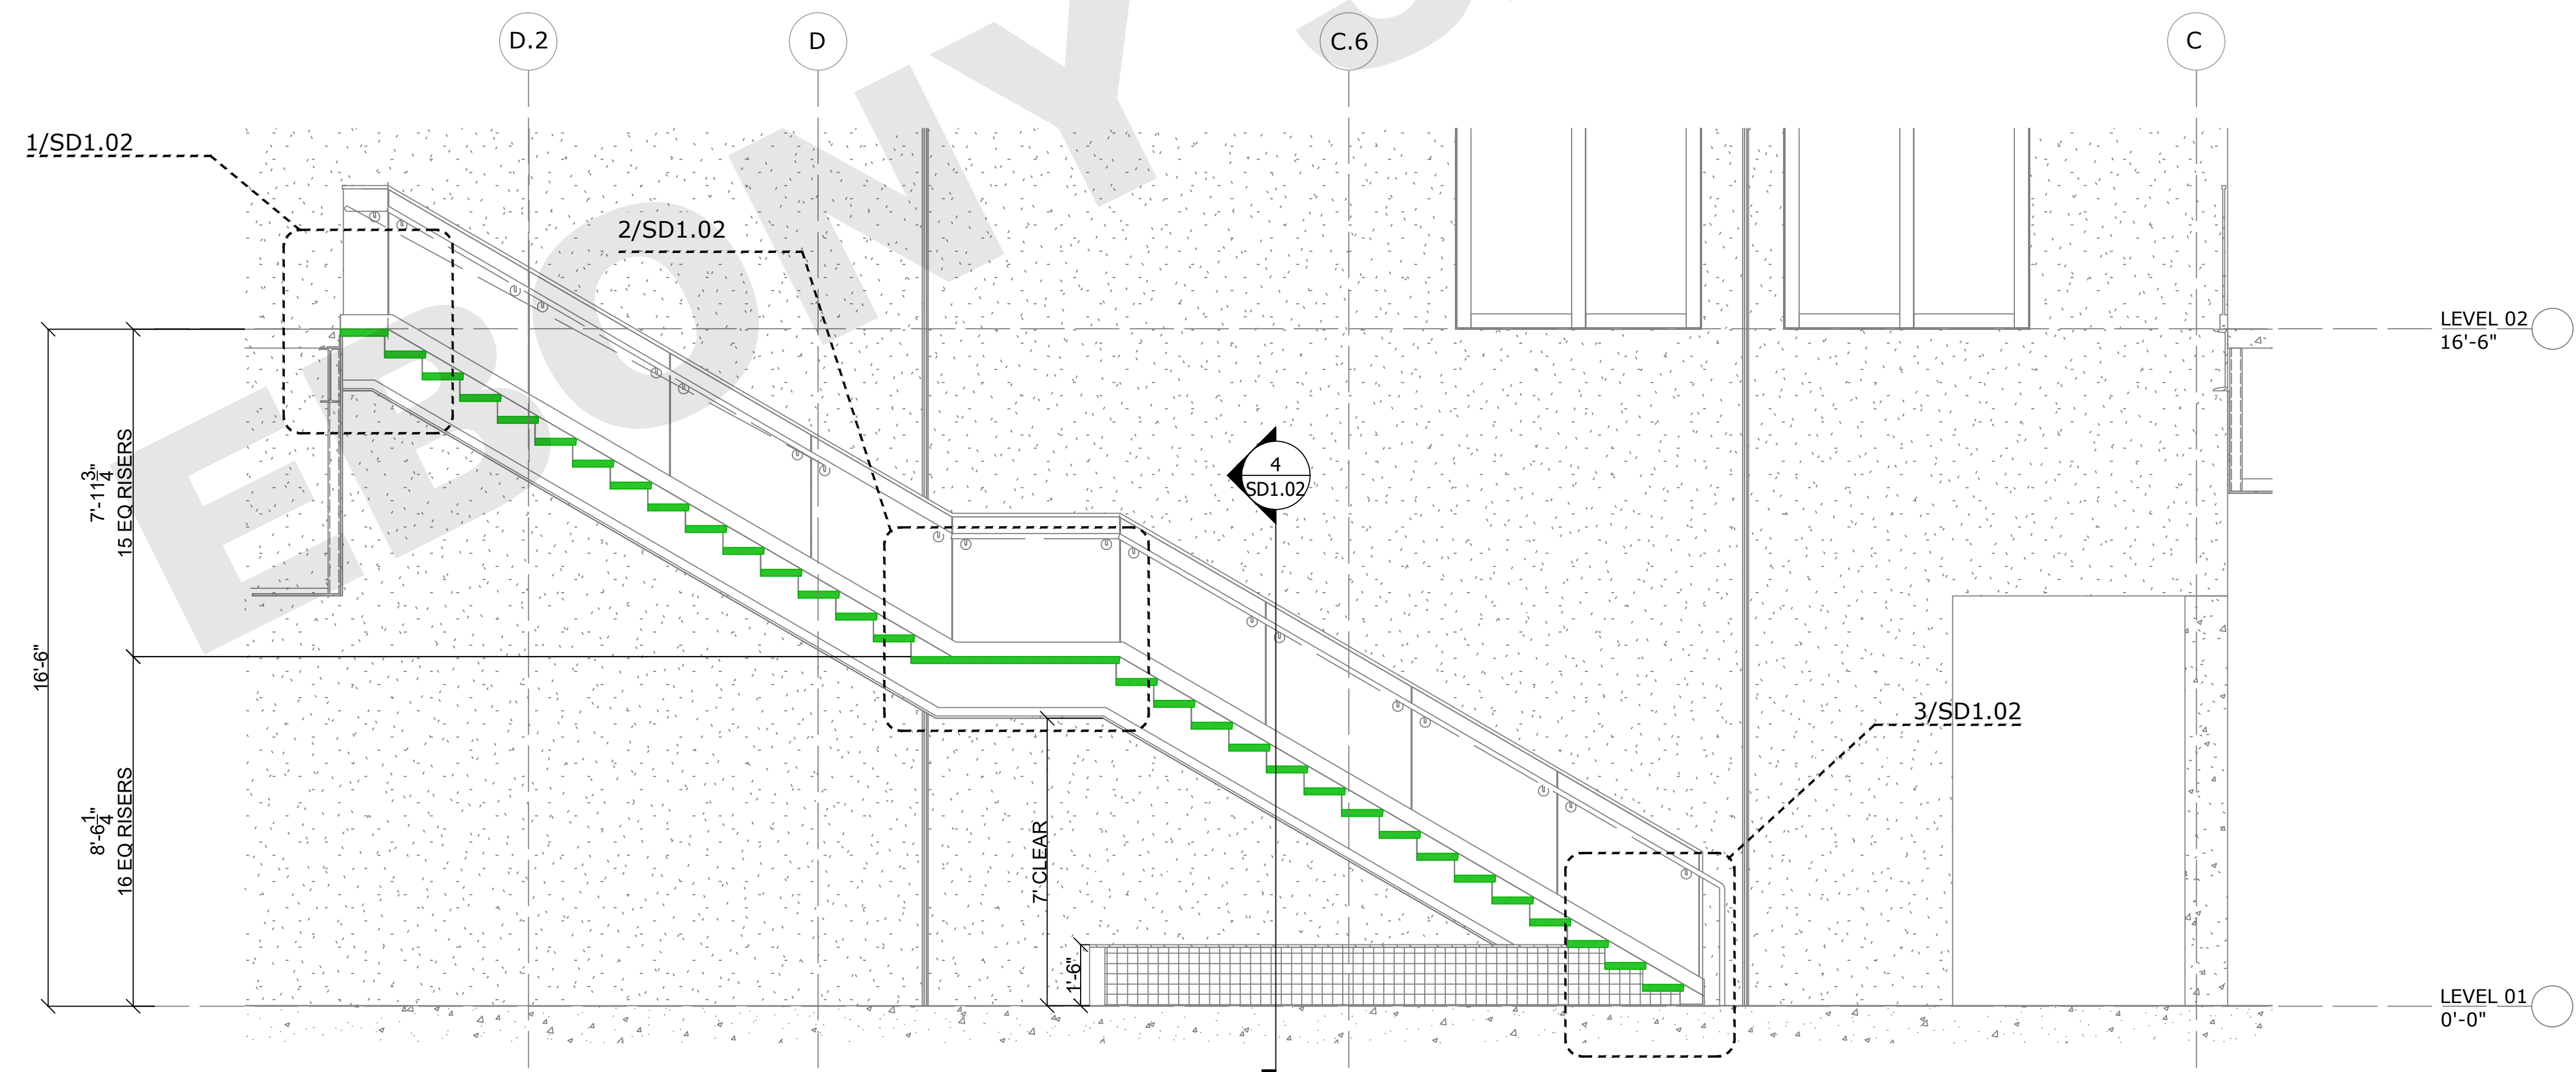 D.2
D
C.6
C
EBONY
1/SD1.02
2/SD1.02
LEVEL 02
16'-6"
4
SD1.02
7'-11 3/4"
15 EQ RISERS
16'-6"
3/SD1.02
8'-6 1/4"
16 EQ RISERS
7' CLEAR
1'-6"
LEVEL 01
0'-0"